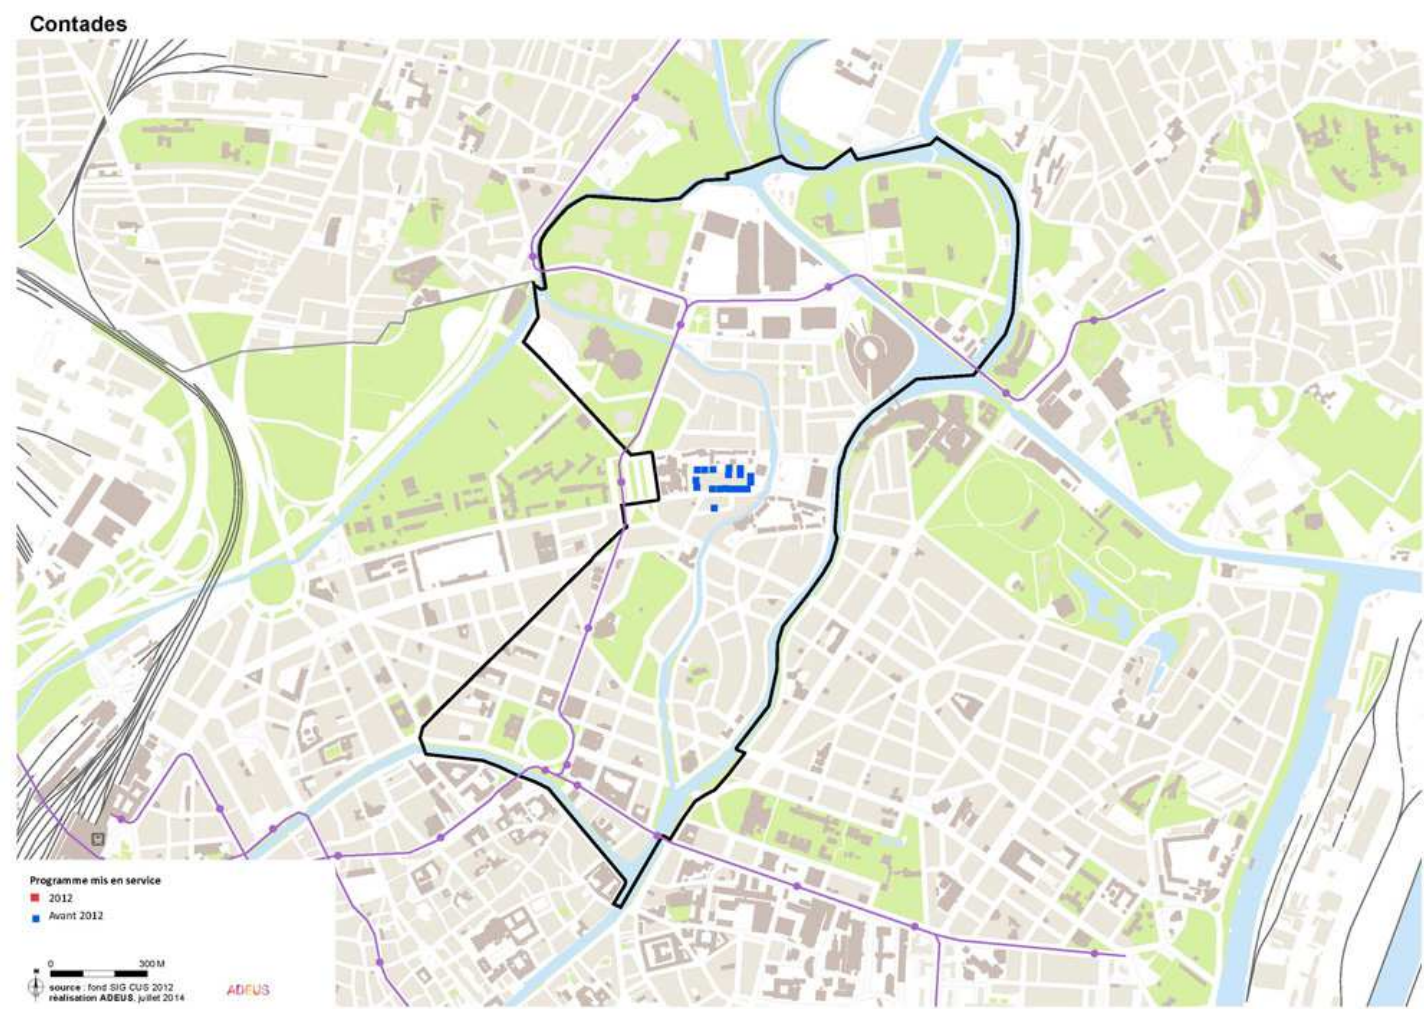 Contades
Programme mis en service
2012
Avant 2012
0 300 M
N
source : fond SIG CUS 2012
réalisation ADEUS, juillet 2014
ADEUS